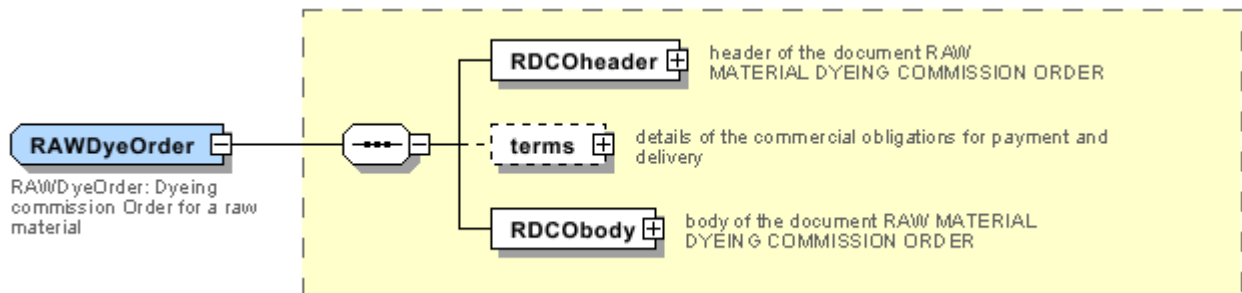 RDCOheader
header of the document RAW
MATERIAL DYEING COMMISSION ORDER
RAWDyeOrder
RAWDyeOrder: Dyeing
commission Order for a raw
material
terms
details of the commercial obligations for payment and
delivery
RDCObody
body of the document RAW MATERIAL
DYEING COMMISSION ORDER